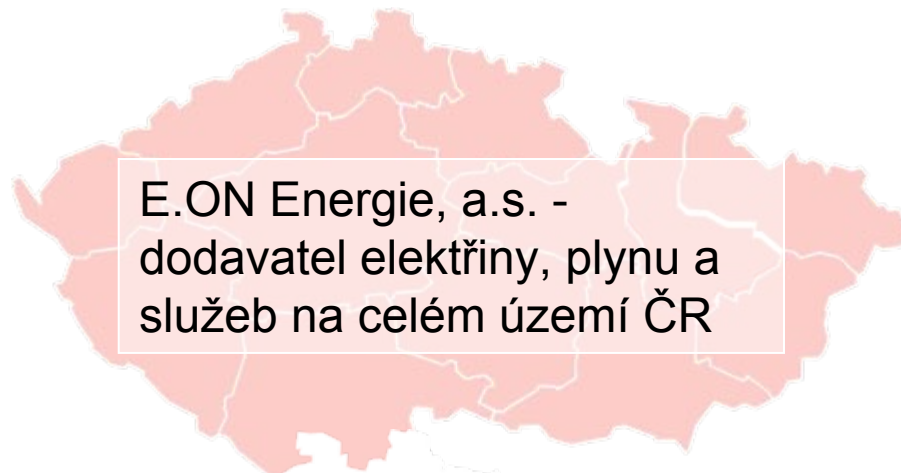 E.ON Energie, a.s. -
dodavatel elektřiny, plynu a
služeb na celém území ČR